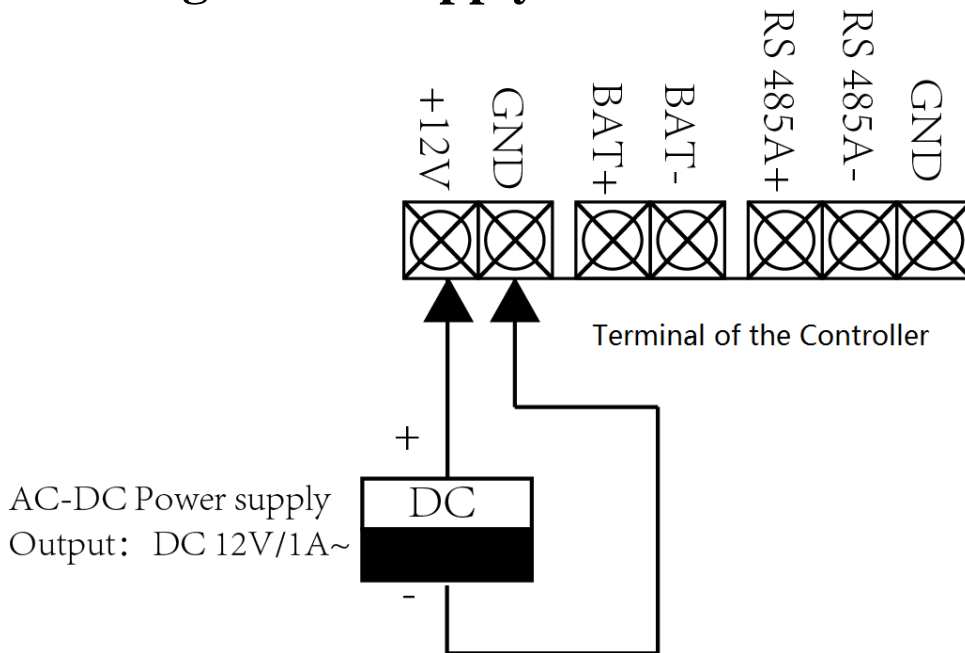 +12V
GND
BAT+
BAT-
RS 485A+
RS 485A-
GND
Terminal of the Controller
+
DC
AC-DC Power supply
Output: DC 12V/1A~
-